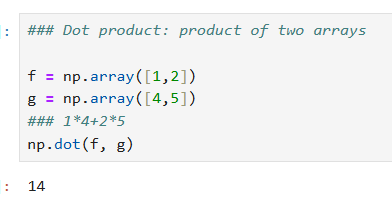 : ### Dot product: product of two arrays
f = np.array([1,2])
g = np.array([4,5])
### 1*4+2*5
np.dot(f, g)
: 14